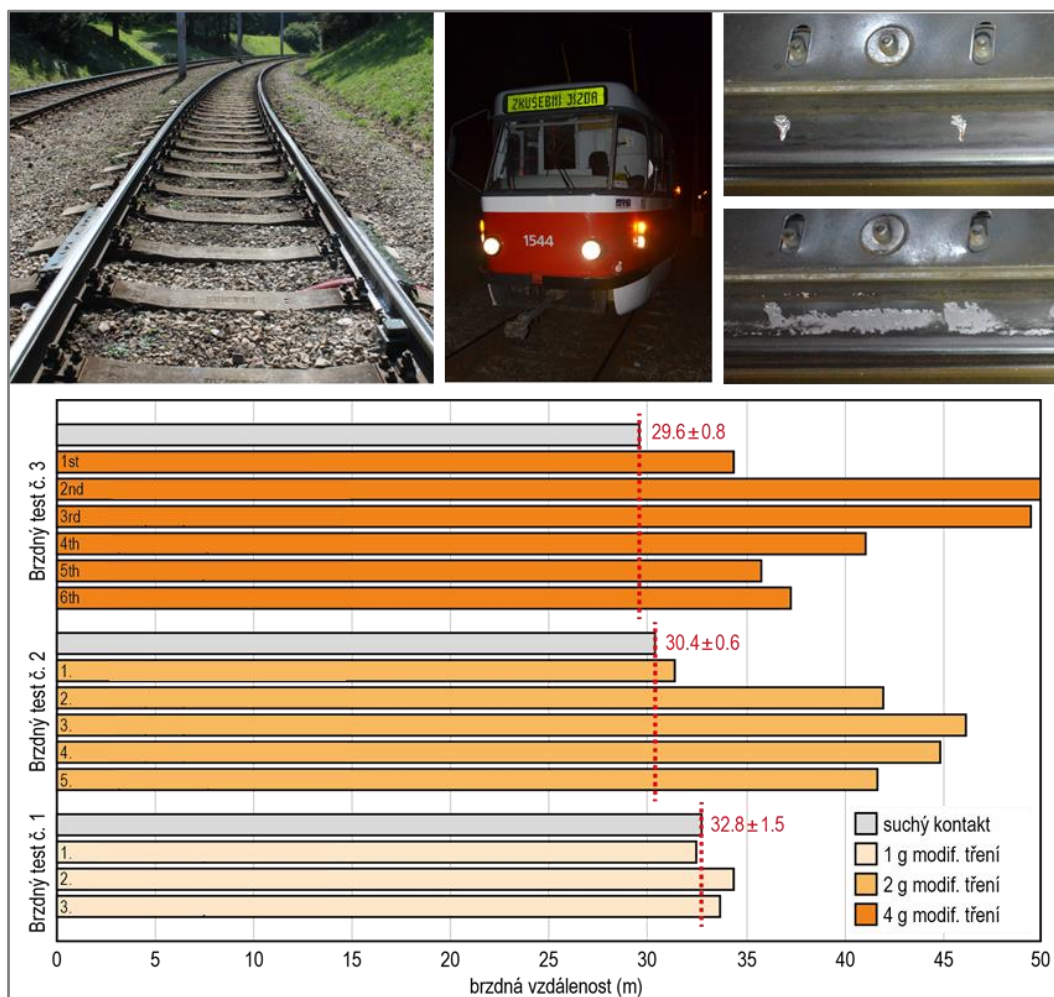 ZKUŠEBNÍ JÍZDA
1544
Brzdný test č. 3
29.6 ± 0.8
1st
2nd
3rd
4th
5th
6th
Brzdný test č. 2
30.4 ± 0.6
1.
2.
3.
4.
5.
Brzdný test č. 1
32.8 ± 1.5
1.
2.
3.
suchý kontakt
1 g modif. tření
2 g modif. tření
4 g modif. tření
0 5 10 15 20 25 30 35 40 45 50
brzdná vzdálenost (m)